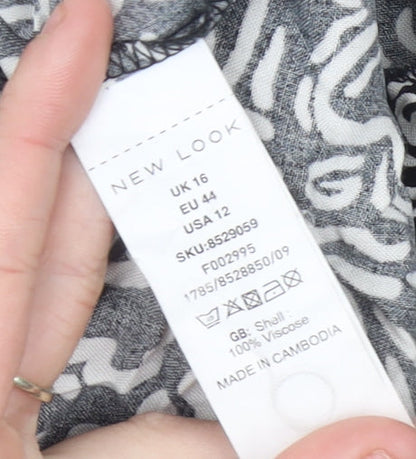 NEW LOOK
UK 16
EU 44
USA 12
SKU:8529059
F002995
1785/8528850/09
GB: Shall :
100% Viscose
MADE IN CAMBODIA